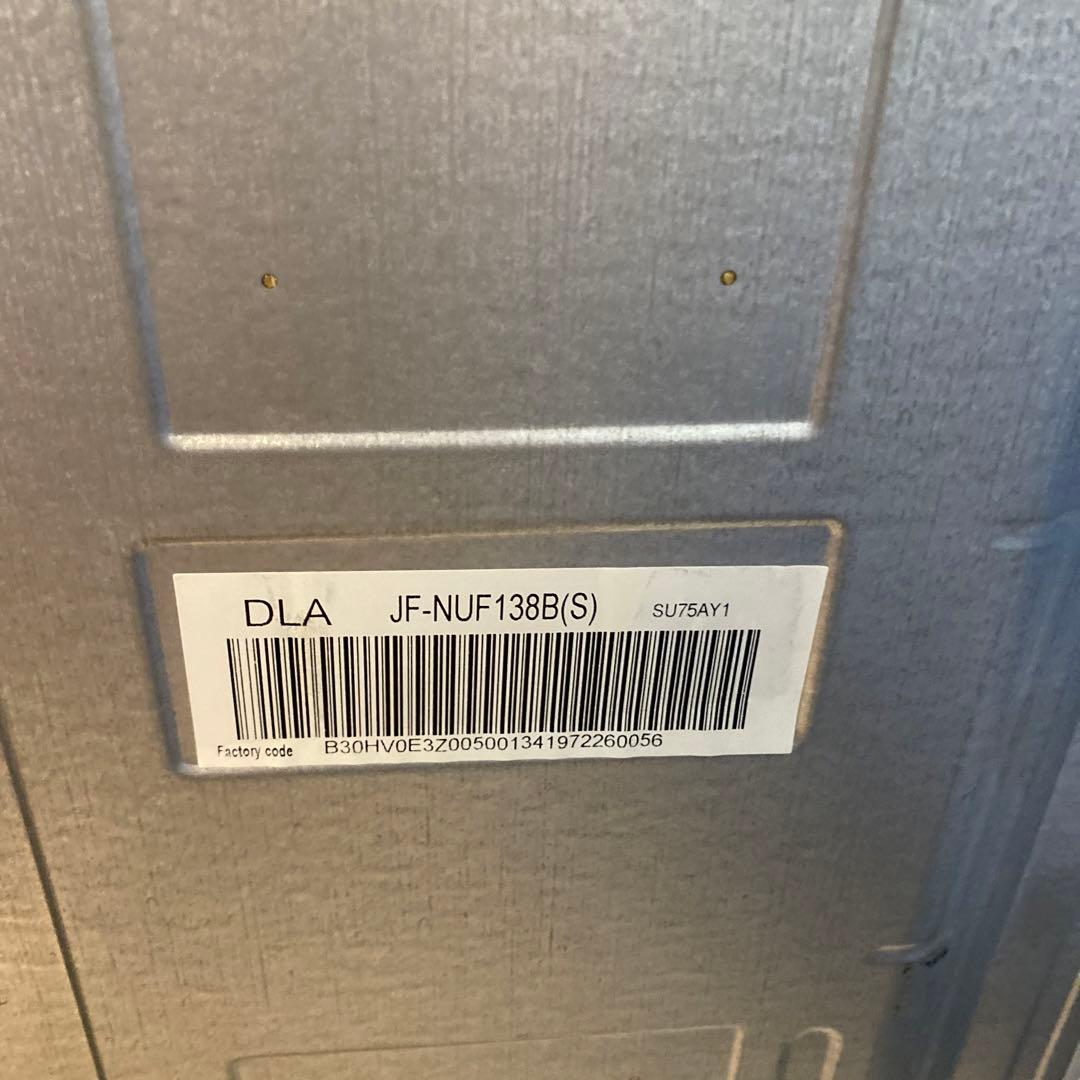 DLA JF-NUF138B(S) SU75AY1
Factory code B30HV0E3Z005001341972260056